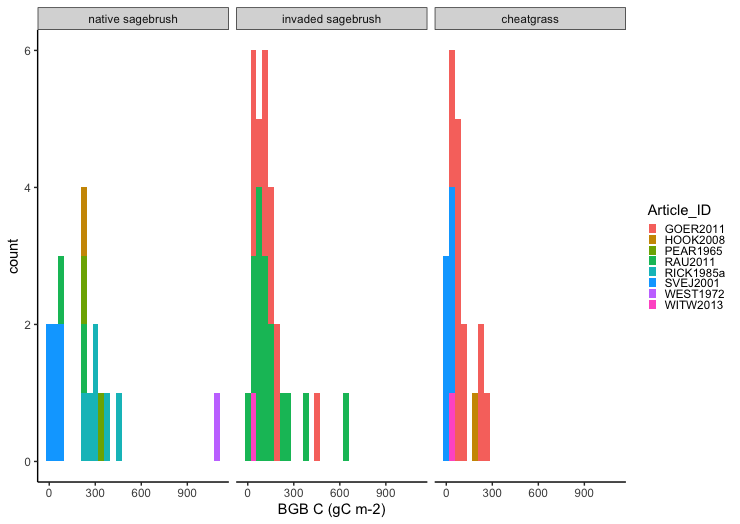 native sagebrush
invaded sagebrush
cheatgrass
6
4
2
0
count
0 300 600 900
0 300 600 900
0 300 600 900
BGB C (gC m-2)
Article_ID
GOER2011
HOOK2008
PEAR1965
RAU2011
RICK1985a
SVEJ2001
WEST1972
WITW2013